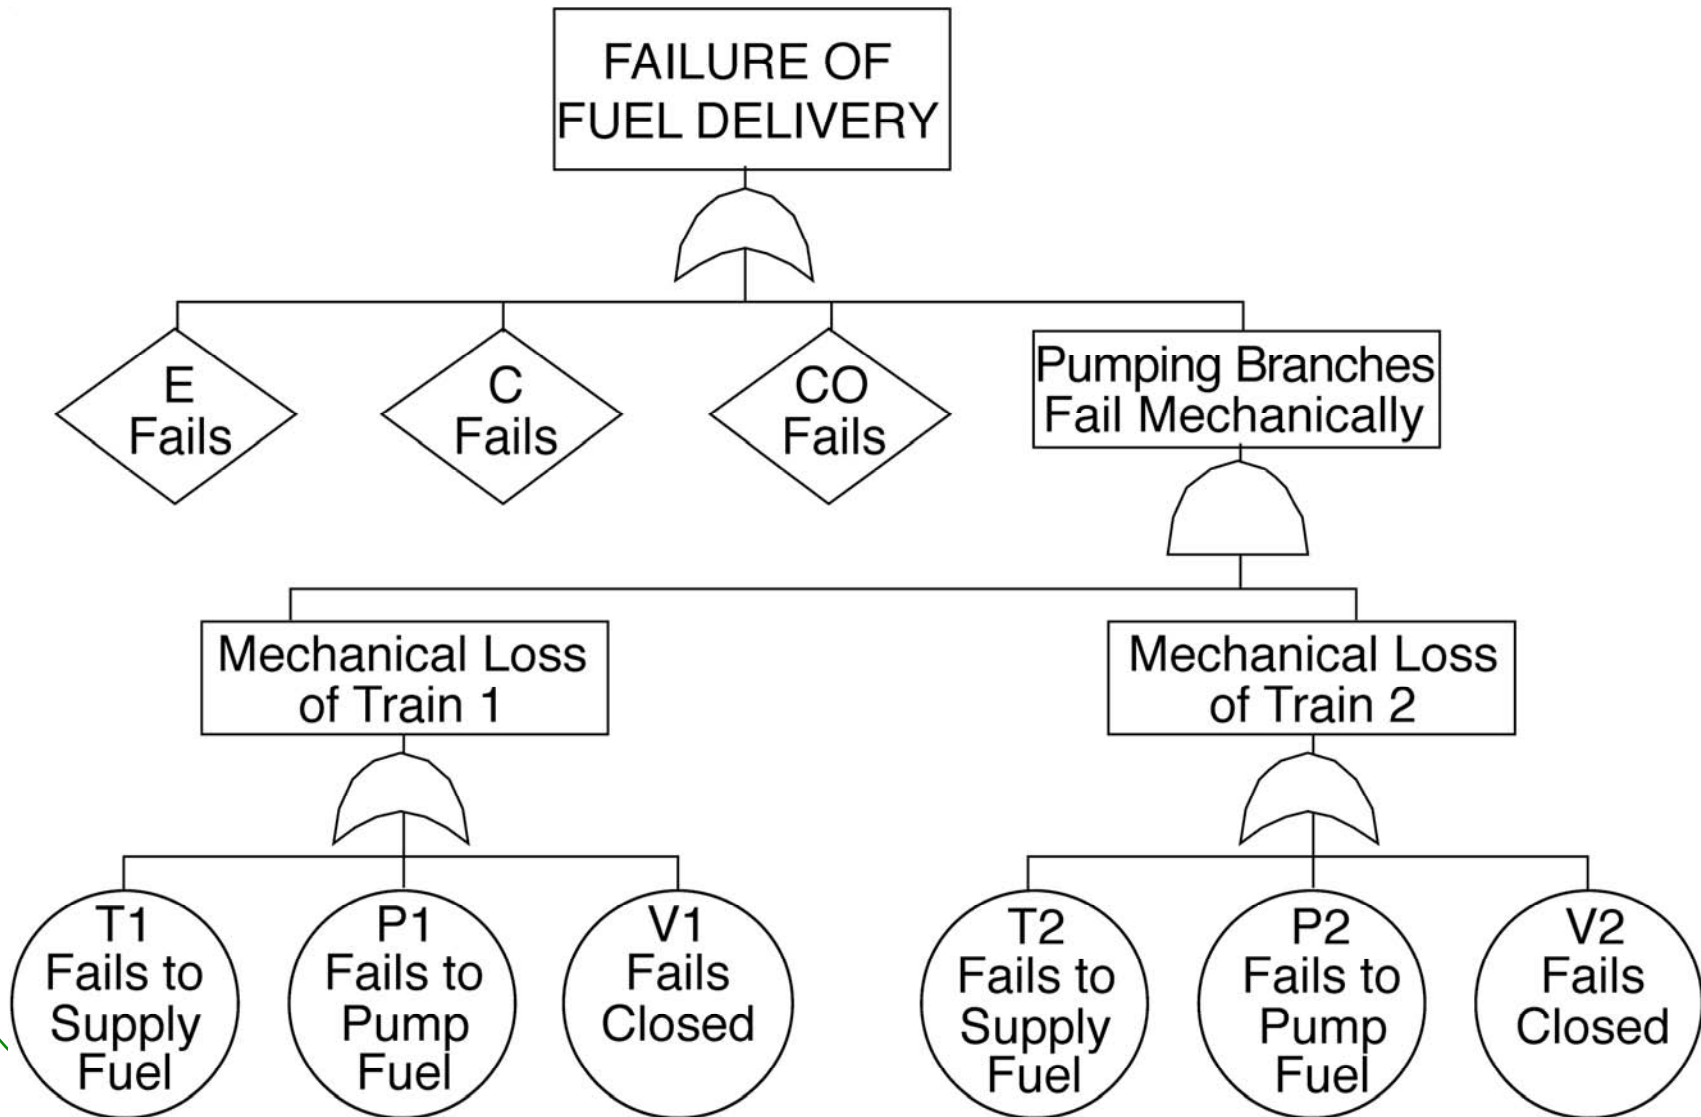 FAILURE OF
FUEL DELIVERY
E
Fails
C
Fails
CO
Fails
Pumping Branches
Fail Mechanically
Mechanical Loss
of Train 1
Mechanical Loss
of Train 2
T1
Fails to
Supply
Fuel
P1
Fails to
Pump
Fuel
V1
Fails
Closed
T2
Fails to
Supply
Fuel
P2
Fails to
Pump
Fuel
V2
Fails
Closed